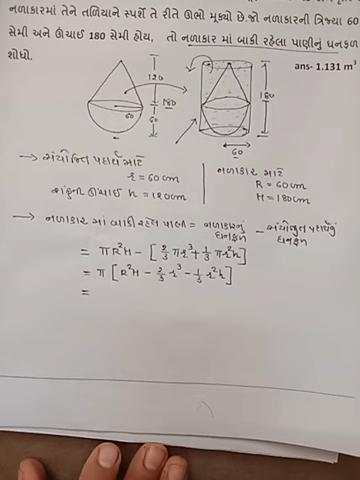 નળાકારમાં તેને તળિયાને સ્પર્શે તે રીતે ઊભો મૂક્યો છે. જો નળાકારની ત્રિજ્યા 60
સેમી અને ઊંચાઈ 180 સેમી હોય, તો નળાકાર માં બાકી રહેલા પાણીનું ઘનફળ
શોધો.
ans- 1.131 m³
120
60
180
60
180
60
→ સંયોજિત પદાર્થ માટે
r = 60 cm
શંકુની ઊંચાઈ h = 120 cm
નળાકાર માટે
R = 60 cm
H = 180 cm
→ નળાકાર માં બાકી રહેલ પાણી = નળાકારનું ઘનફળ – સંયોજિત પદાર્થનું ઘનફળ
= πR²H – [⅔ πr³ + ⅓ πr²h]
= π [R²H – ⅔ r³ – ⅓ r²h]
=